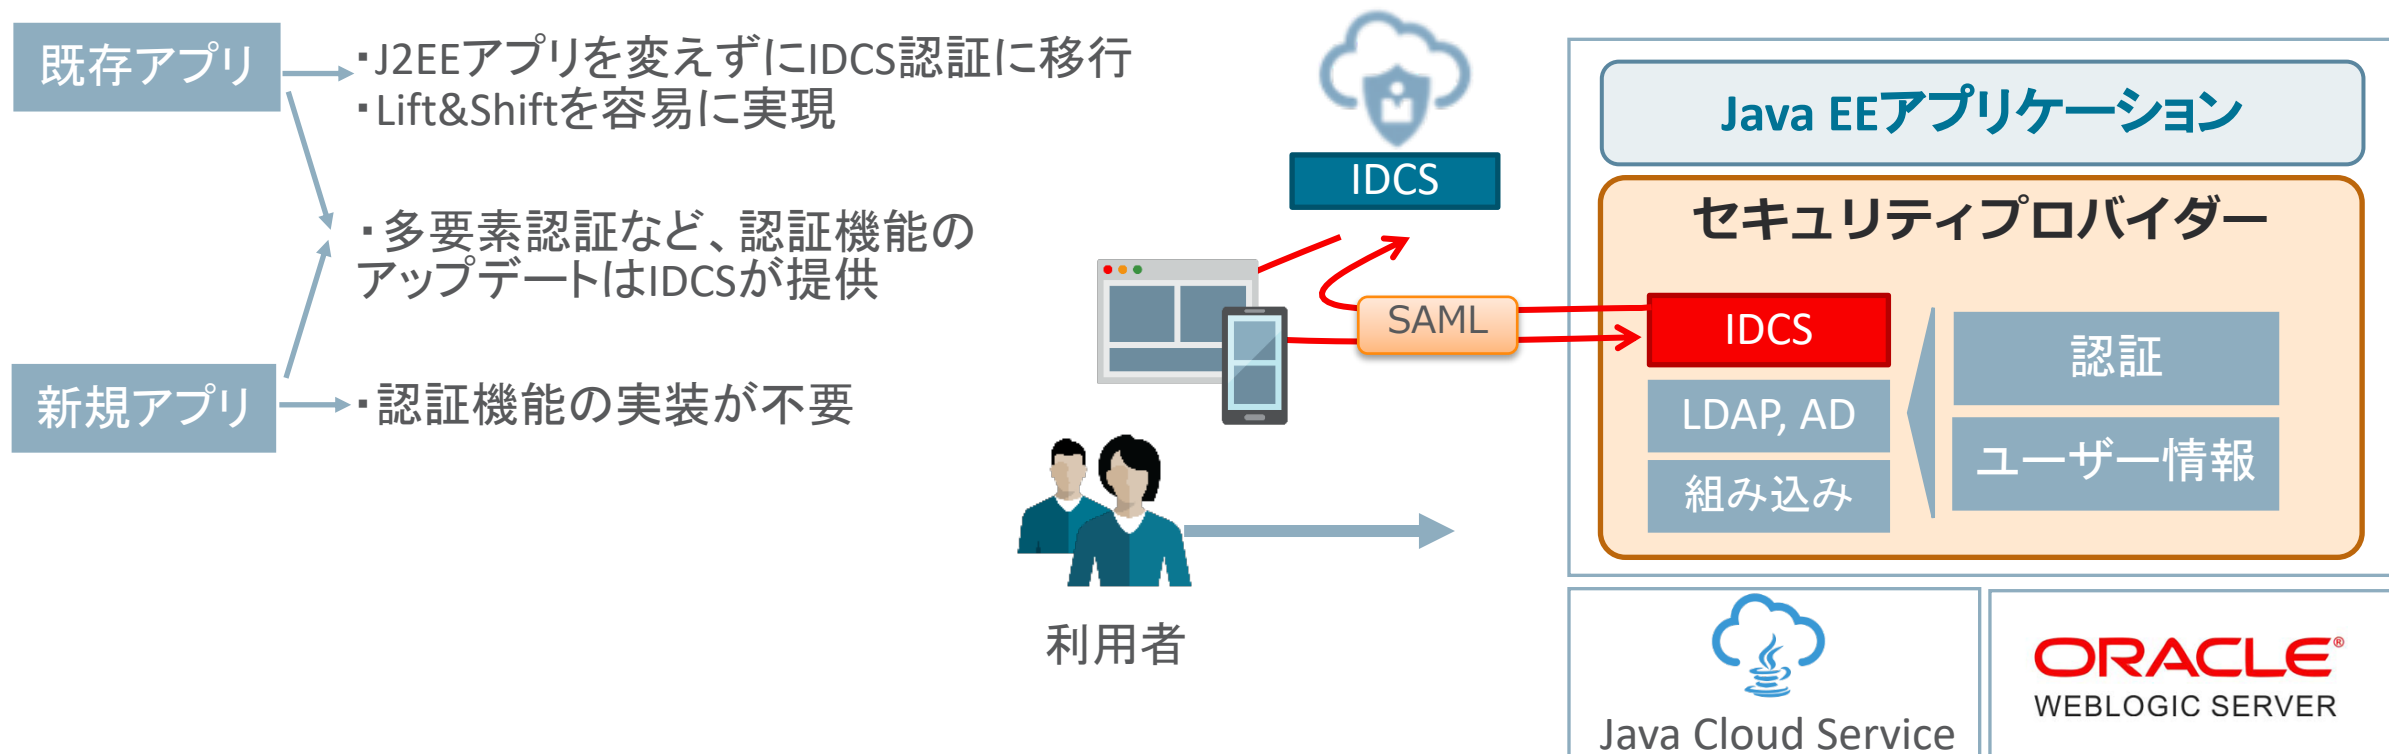 既存アプリ
・J2EEアプリを変えずにIDCS認証に移行
・Lift&Shiftを容易に実現
・多要素認証など、認証機能の
アップデートはIDCSが提供
新規アプリ
・認証機能の実装が不要
IDCS
SAML
利用者
Java EEアプリケーション
セキュリティプロバイダー
IDCS
LDAP, AD
組み込み
認証
ユーザー情報
Java Cloud Service
ORACLE®
WEBLOGIC SERVER